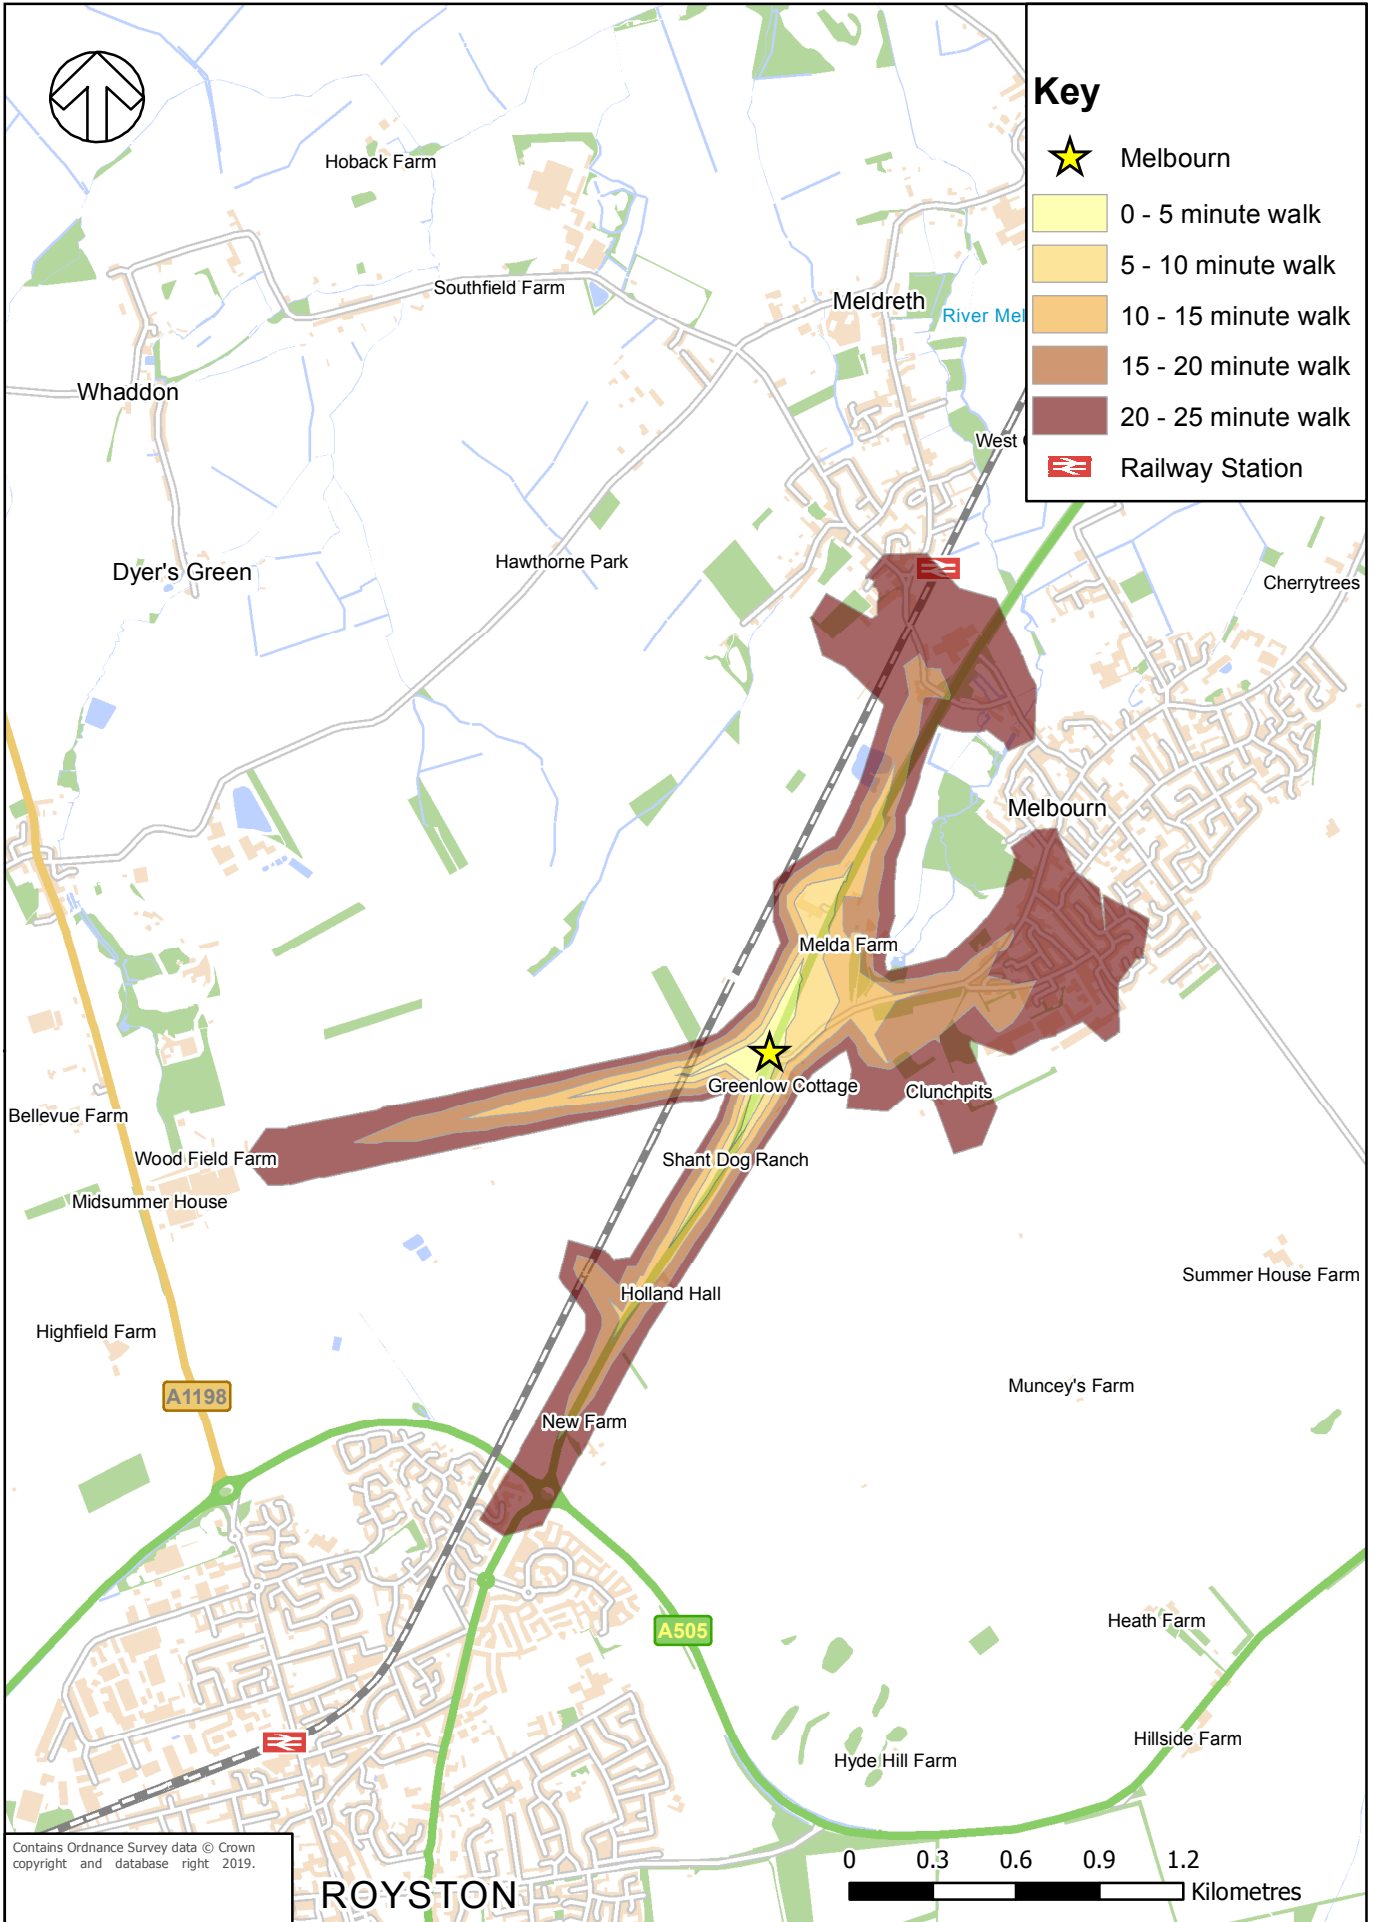 Key
Melbourn
0 - 5 minute walk
5 - 10 minute walk
10 - 15 minute walk
15 - 20 minute walk
20 - 25 minute walk
Railway Station
Hoback Farm
Southfield Farm
Meldreth
River Mel
Whaddon
West
Dyer's Green
Hawthorne Park
Cherrytrees
Melbourn
Melda Farm
Greenlow Cottage
Clunchpits
Bellevue Farm
Wood Field Farm
Shant Dog Ranch
Midsummer House
Holland Hall
Summer House Farm
Highfield Farm
A1198
Muncey's Farm
New Farm
Heath Farm
A505
Hillside Farm
Hyde Hill Farm
Contains Ordnance Survey data © Crown
copyright and database right 2019.
ROYSTON
0 0.3 0.6 0.9 1.2
Kilometres